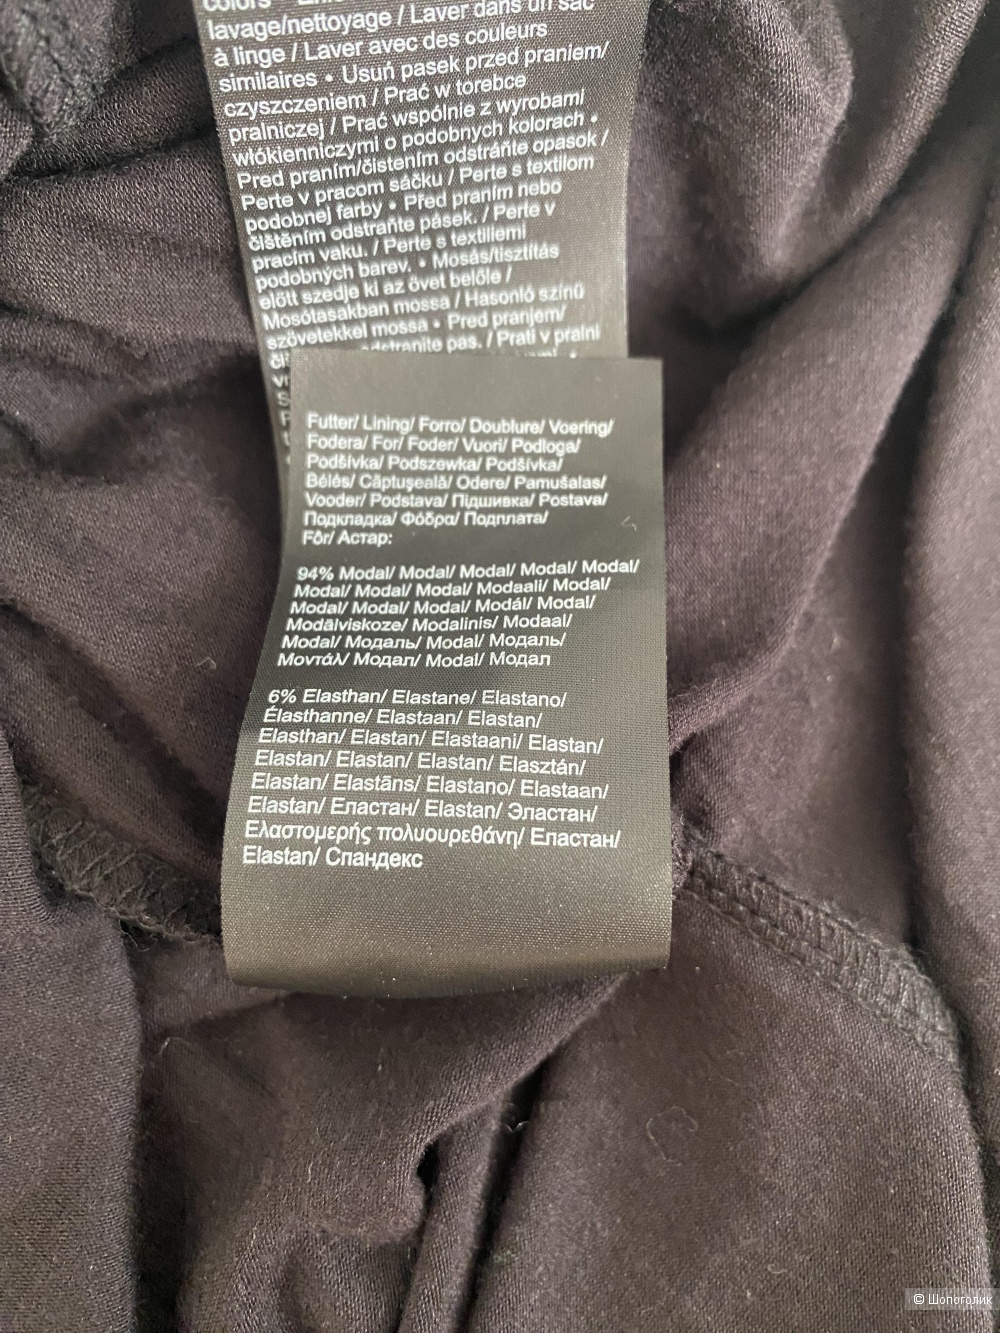 lavage/nettoyage / Laver dans un sac
à linge / Laver avec des couleurs
similaires • Usuń pasek przed praniem/
czyszczeniem / Prać w torebce
pralniczej / Prać wspólnie z wyrobami
włókienniczymi o podobnych kolorach •
Pred praním/čistením odstráňte opasok /
Perte v pracom sáčku / Perte s textilom
podobnej farby • Před praním nebo
čištěním odstraňte pásek. / Perte v
pracím vaku. / Perte s textiliemi
podobných barev. • Mosás/tisztítás
előtt szedje ki az övet belőle /
Mosótasakban mossa / Hasonló színű
szövetekkel mossa • Pred pranjem/
pas. / Prati v pralni
Futter/ Lining/ Forro/ Doublure/ Voering/
Fodera/ For/ Foder/ Vuori/ Podloga/
Podšívka/ Podszewka/ Podšívka/
Bélés/ Căptuşeală/ Odere/ Pamušalas/
Vooder/ Podstava/ Підшивка/ Postava/
Подкладка/ Φόδρα/ Подплата/
Fôr/ Астар:
94% Modal/ Modal/ Modal/ Modal/ Modal/
Modal/ Modal/ Modal/ Modaali/ Modal/
Modal/ Modal/ Modal/ Modál/ Modal/
Modālviskoze/ Modalinis/ Modaal/
Modal/ Модаль/ Modal/ Модаль/
Μοντάλ/ Модал/ Modal/ Модал
6% Elasthan/ Elastane/ Elastano/
Élasthanne/ Elastaan/ Elastan/
Elasthan/ Elastan/ Elastaani/ Elastan/
Elastan/ Elastan/ Elastan/ Elasztán/
Elastan/ Elastāns/ Elastano/ Elastaan/
Elastan/ Еластан/ Elastan/ Эластан/
Ελαστομερής πολυουρεθάνη/ Еластан/
Elastan/ Спандекс
© Шопоголик